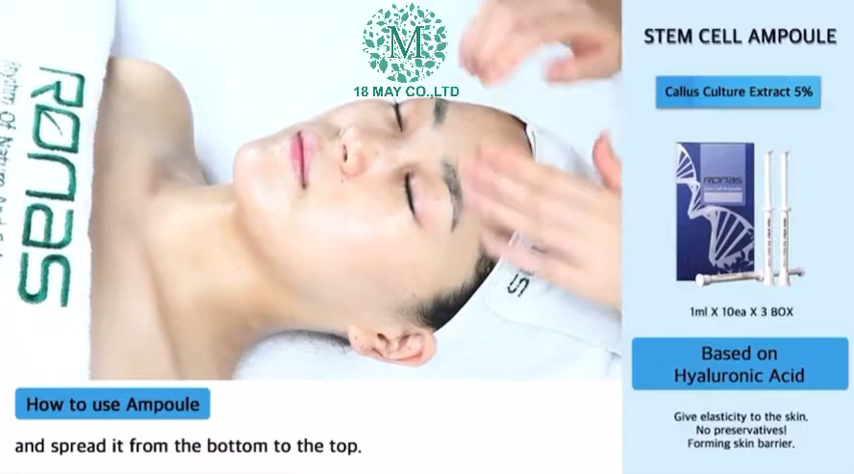 M
18 MAY CO.,LTD
RONAS
STEM CELL AMPOULE
Callus Culture Extract 5%
RONAS
1ml X 10ea X 3 BOX
Based on
Hyaluronic Acid
Give elasticity to the skin.
No preservatives!
Forming skin barrier.
How to use Ampoule
and spread it from the bottom to the top.